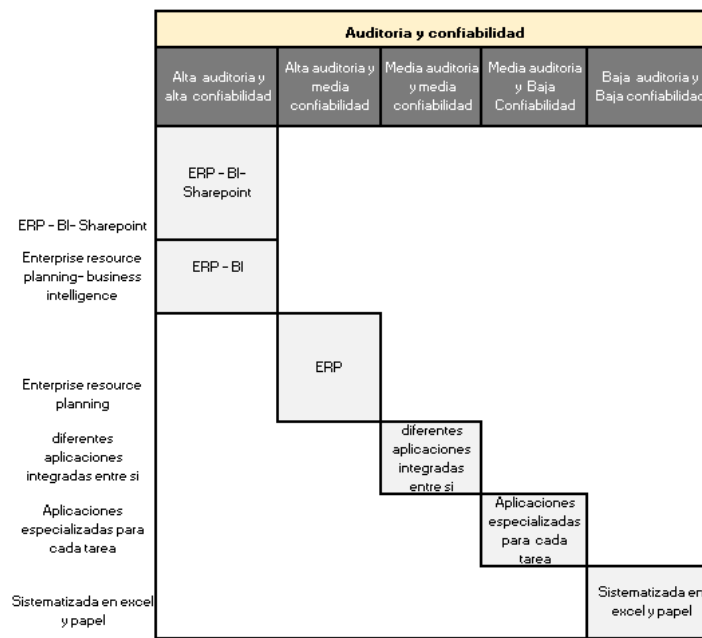 Auditoria y confiabilidad
Alta auditoria y
alta confiabilidad
Alta auditoria y
media
confiabilidad
Media auditoria
y media
confiabilidad
Media auditoria
y Baja
Confiabilidad
Baja auditoria y
Baja confiabilidad
ERP - BI- Sharepoint
ERP - BI-
Sharepoint
Enterprise resource
planning- business
intelligence
ERP - BI
Enterprise resource
planning
ERP
diferentes
aplicaciones
integradas entre si
diferentes
aplicaciones
integradas
entre si
Aplicaciones
especializadas para
cada tarea
Aplicaciones
especializadas
para cada
tarea
Sistematizada en excel
y papel
Sistematizada en
excel y papel